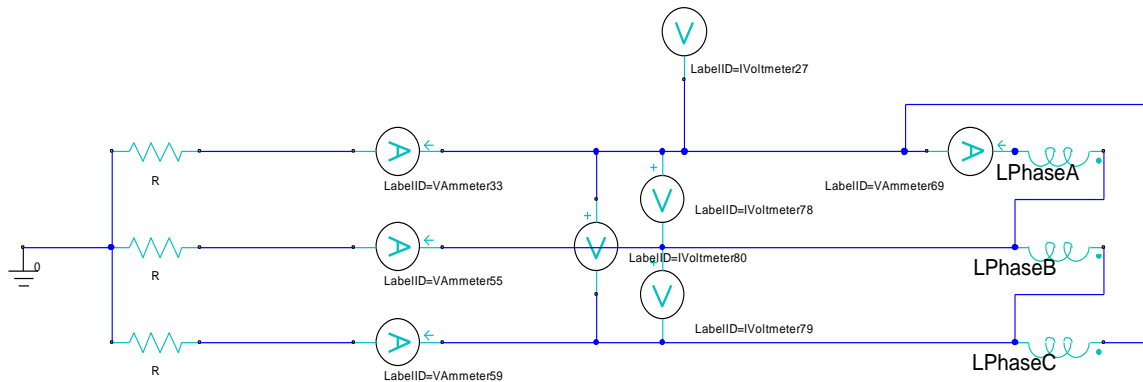 V
LabelID=IVoltmeter27
R
A
LabelID=VAmmeter33
+
V
LabelID=IVoltmeter78
A
LabelID=VAmmeter69
LPhaseA
0
R
A
LabelID=VAmmeter55
+
V
LabelID=IVoltmeter80
LPhaseB
R
A
LabelID=VAmmeter59
+
V
LabelID=IVoltmeter79
LPhaseC